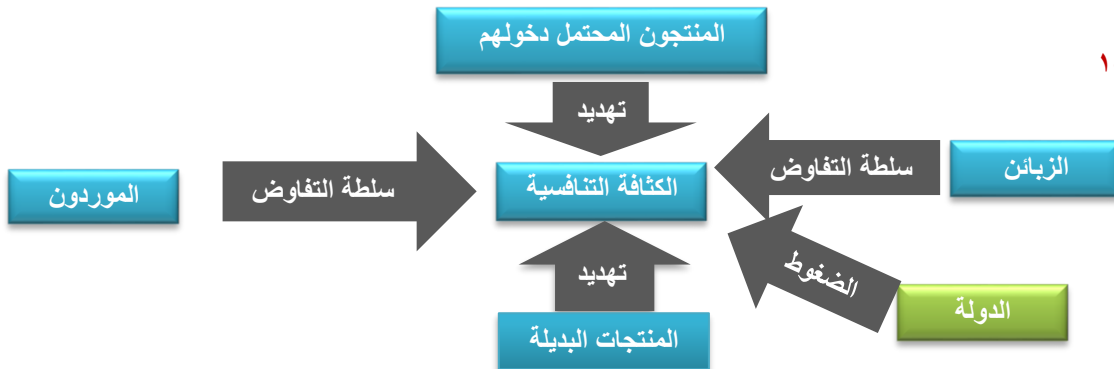 المنتجون المحتمل دخولهم
١
تهديد
الزبائن
سلطة التفاوض
الكثافة التنافسية
سلطة التفاوض
الموردون
الضغوط
الدولة
تهديد
المنتجات البديلة